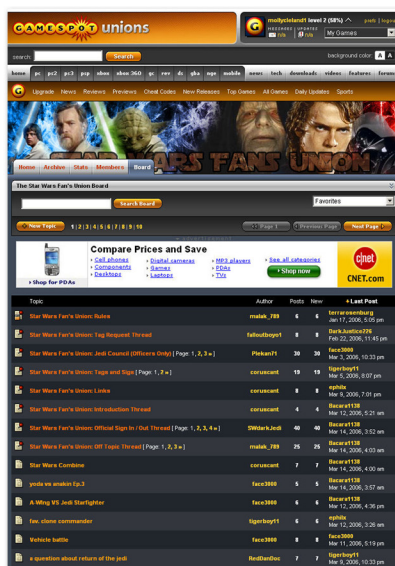 GAMESPOT unions
mollycleland1 level 2 (58%) prefs | logout
MESSAGES n/a UPDATES n/a My Games
search: Search background color: A A
home pc pc2 ps3 psp xbox xbox 360 gc rev ds gba nge mobile news tech downloads videos features forums
G Upgrade News Reviews Previews Cheat Codes New Releases Top Games All Games Daily Updates Sports
STAR WARS FANS UNION
Home Archive Stats Members Board
The Star Wars Fan's Union Board
Search Board Favorites
New Topic 1|2|3|4|5|6|7|8|9|10 Page 1 Previous Page Next Page
Compare Prices and Save
Cell phones Digital cameras MP3 players See all categories
Components Games PDAs
Desktops Laptops TVs Shop now
Shop for PDAs
c|net
CNET.com
Topic Author Posts New Last Post
Star Wars Fan's Union: Rules malak_789 6 6 terrarosenburg
Jan 17, 2006, 5:05 pm
Star Wars Fan's Union: Tag Request Thread falloutboyo1 8 8 DarkJustice226
Feb 22, 2006, 11:45 pm
Star Wars Fan's Union: Jedi Council (Officers Only) [Page: 1, 2, 3 »] Plekan71 30 30 face3000
Mar 3, 2006, 10:33 pm
Star Wars Fan's Union: Tags and Sigs [Page: 1, 2 »] coruscant 19 19 tigerboy11
Mar 5, 2006, 8:07 pm
Star Wars Fan's Union: Links coruscant 8 8 ephilx
Mar 9, 2006, 7:01 pm
Star Wars Fan's Union: Introduction Thread coruscant 4 4 Bacara1138
Mar 12, 2006, 5:21 am
Star Wars Fan's Union: Official Sign In / Out Thread [Page: 1, 2, 3, 4 »] SWdarkJedi 40 40 Bacara1138
Mar 14, 2006, 3:52 am
Star Wars Fan's Union: Off Topic Thread [Page: 1, 2, 3 »] malak_789 25 25 Bacara1138
Mar 14, 2006, 4:03 am
Star Wars Combine coruscant 7 7 Bacara1138
Mar 14, 2006, 4:00 am
yoda vs anakin Ep.3 face3000 5 5 Bacara1138
Mar 14, 2006, 3:57 am
A-Wing VS Jedi Starfighter face3000 6 6 Bacara1138
Mar 12, 2006, 4:36 pm
fav. clone commander tigerboy11 6 6 ephilx
Mar 12, 2006, 3:26 am
Vehicle battle face3000 8 8 face3000
Mar 11, 2006, 5:19 pm
a question about return of the jedi RedDanDoc 7 7 tigerboy11
Mar 9, 2006, 10:33 pm